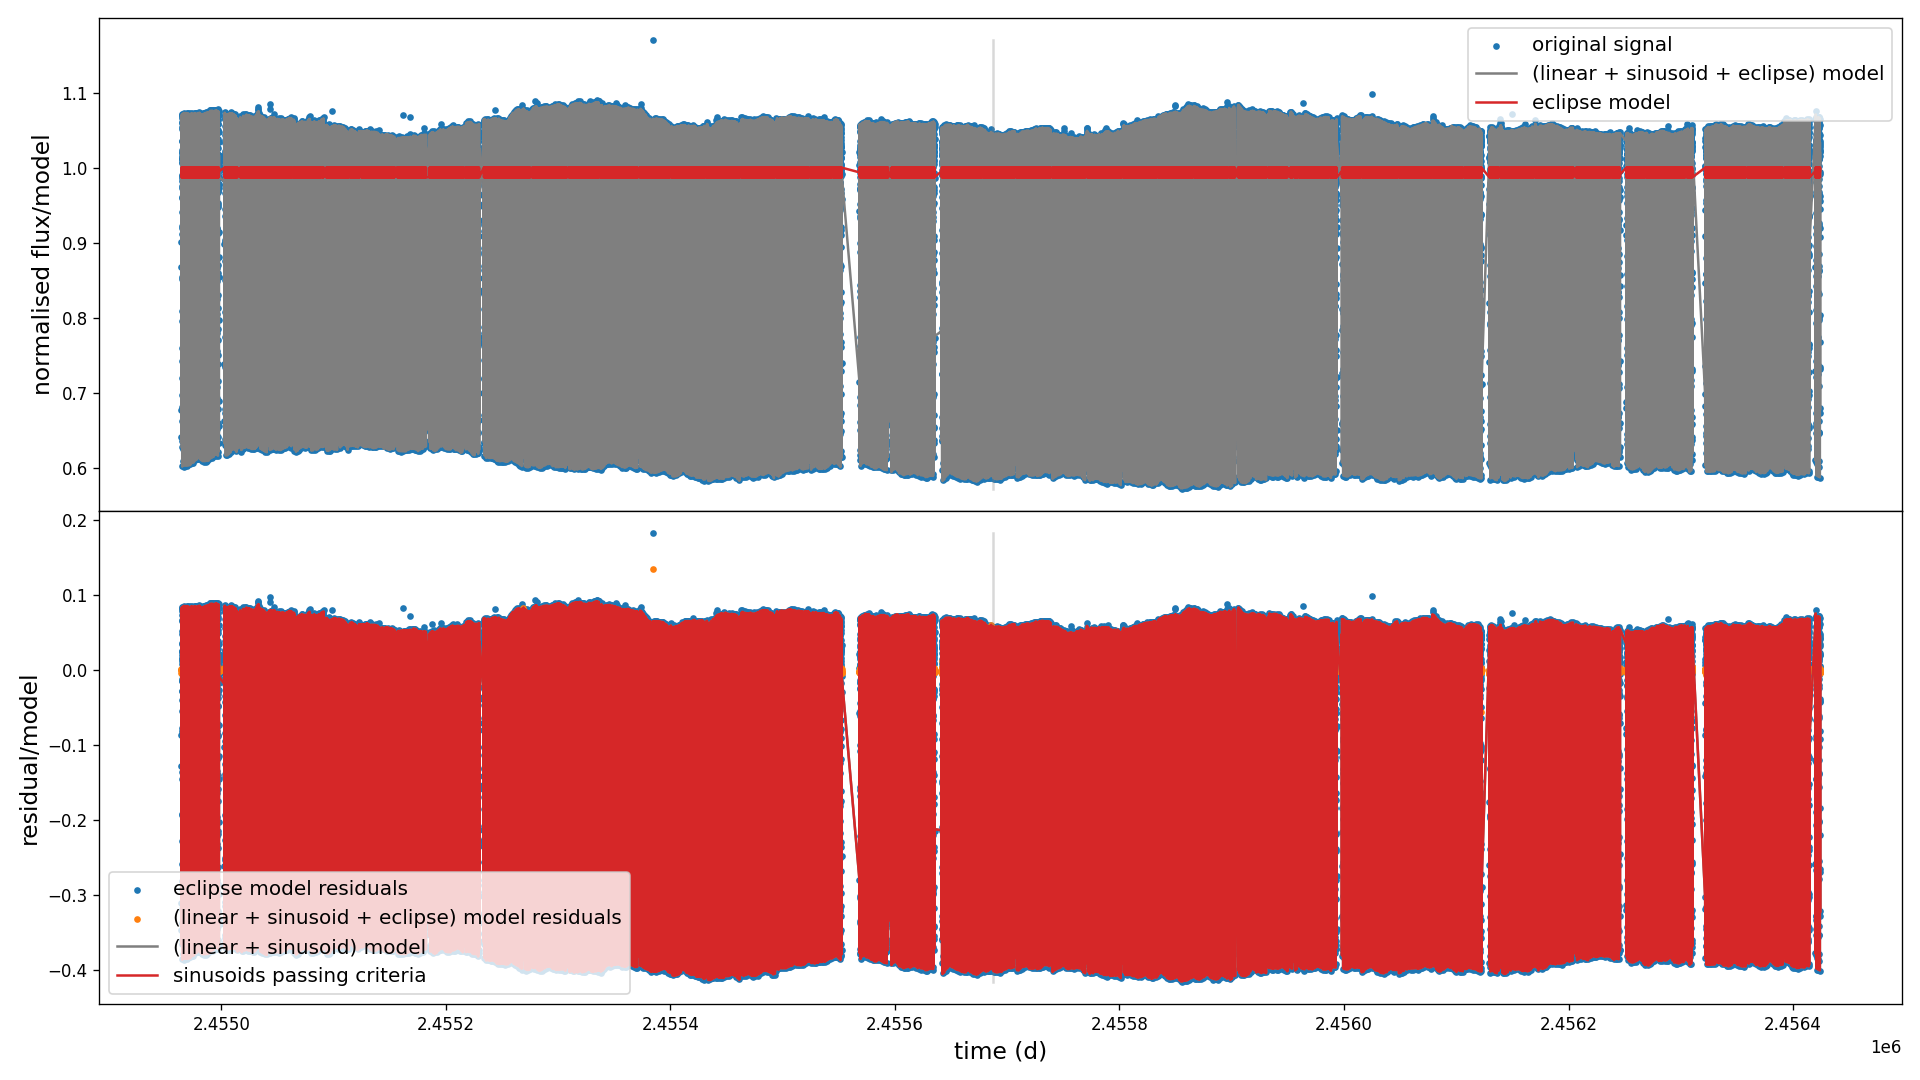 original signal
(linear + sinusoid + eclipse) model
eclipse model
normalised flux/model
1.1
1.0
0.9
0.8
0.7
0.6
residual/model
0.2
0.1
0.0
−0.1
−0.2
−0.3
−0.4
eclipse model residuals
(linear + sinusoid + eclipse) model residuals
(linear + sinusoid) model
sinusoids passing criteria
2.4550 2.4552 2.4554 2.4556 2.4558 2.4560 2.4562 2.4564
1e6
time (d)